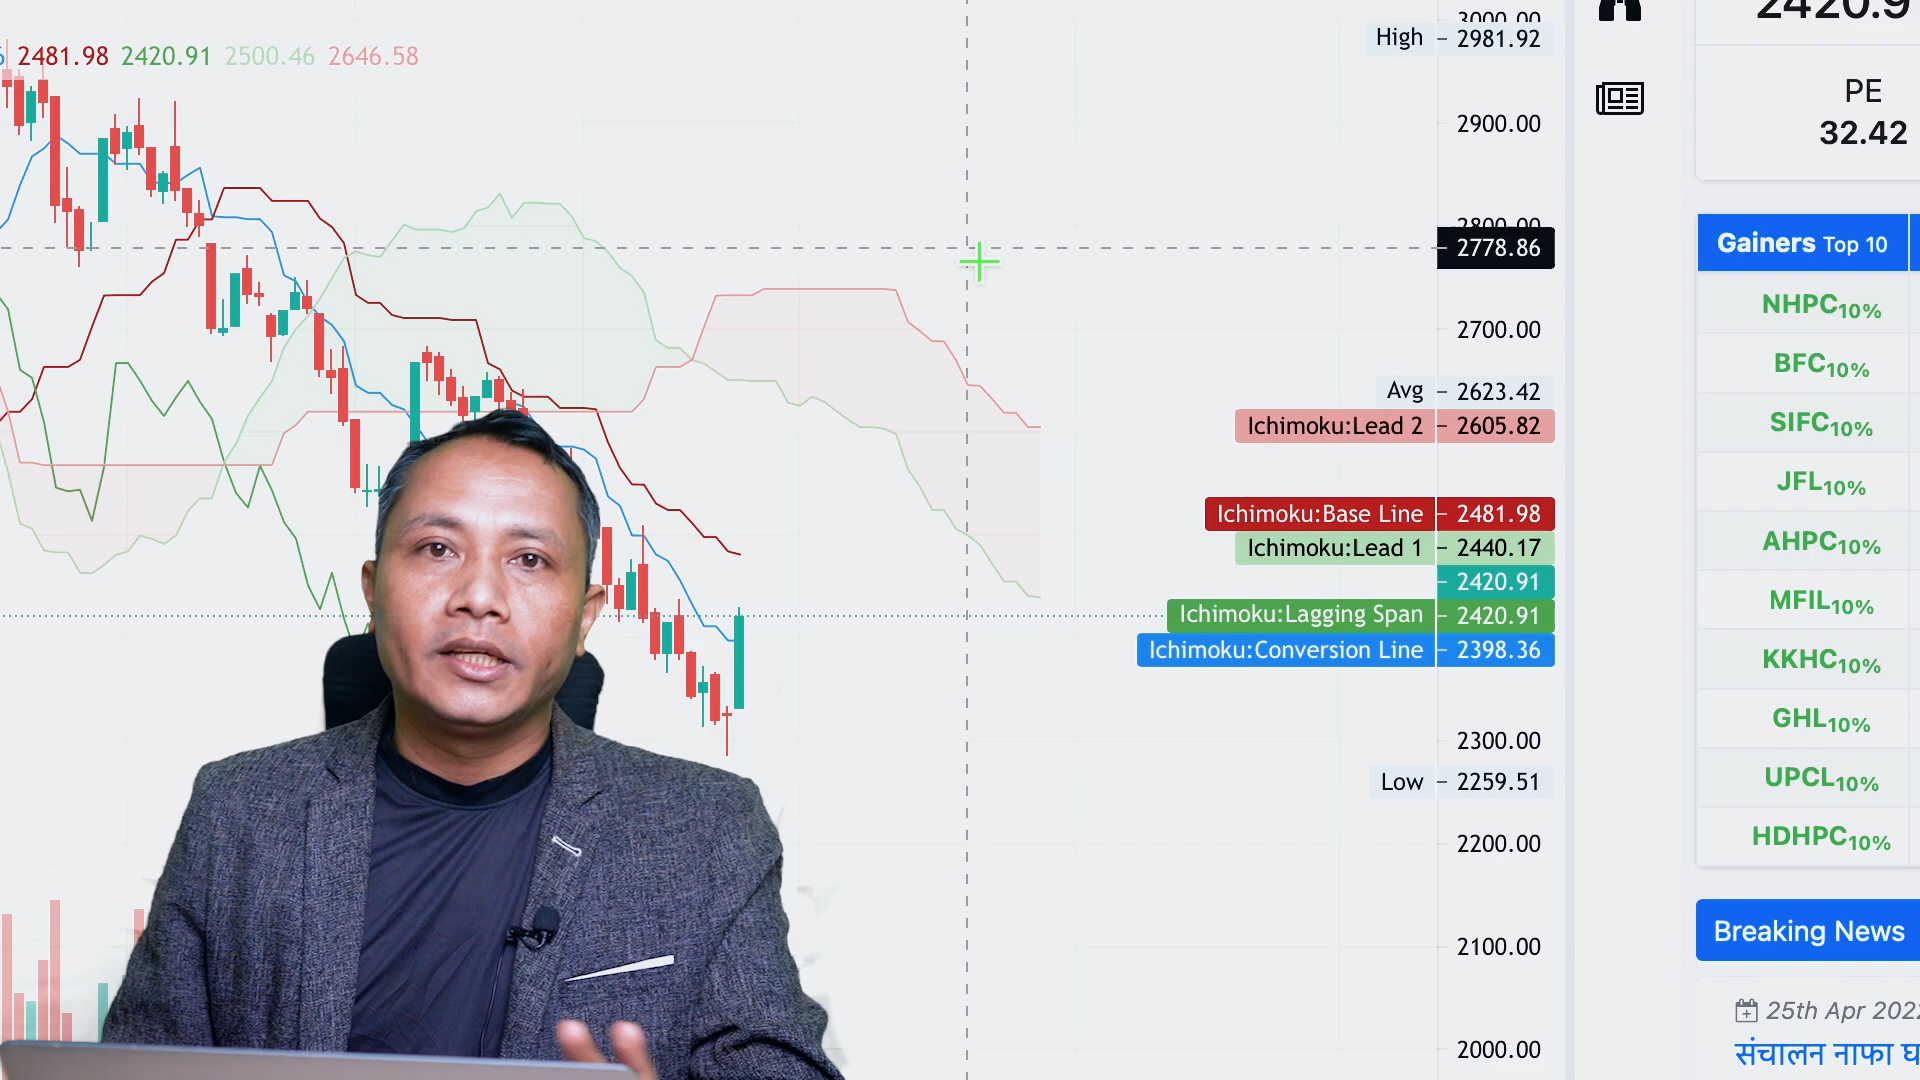 2481.98 2420.91 2500.46 2646.58
3000.00
High 2981.92
2900.00
2800.00
2778.86
2700.00
Avg 2623.42
Ichimoku:Lead 2 2605.82
Ichimoku:Base Line 2481.98
Ichimoku:Lead 1 2440.17
2420.91
Ichimoku:Lagging Span 2420.91
Ichimoku:Conversion Line 2398.36
2300.00
Low 2259.51
2200.00
2100.00
2000.00
2420.9
PE
32.42
Gainers Top 10
NHPC10%
BFC10%
SIFC10%
JFL10%
AHPC10%
MFIL10%
KKHC10%
GHL10%
UPCL10%
HDHPC10%
Breaking News
25th Apr 2022
संचालन नाफा